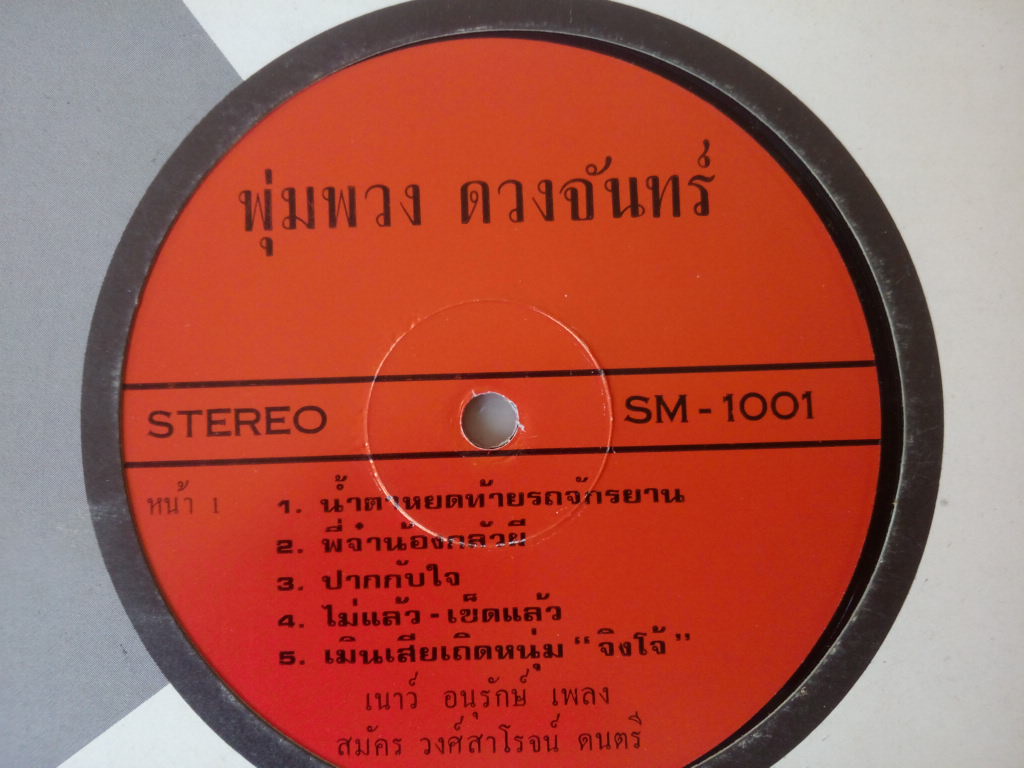 พุ่มพวง ดวงจันทร์
STEREO SM - 1001
หน้า 1
1. น้ำตาหยดท้ายรถจักรยาน
2. พี่จ๋าน้องกลัวผี
3. ปากกับใจ
4. ไม่แล้ว - เข็ดแล้ว
5. เมินเสียเถิดหนุ่ม “จิงโจ้”
เนาว์ อนุรักษ์ เพลง
สมัคร วงศ์สาโรจน์ ดนตรี